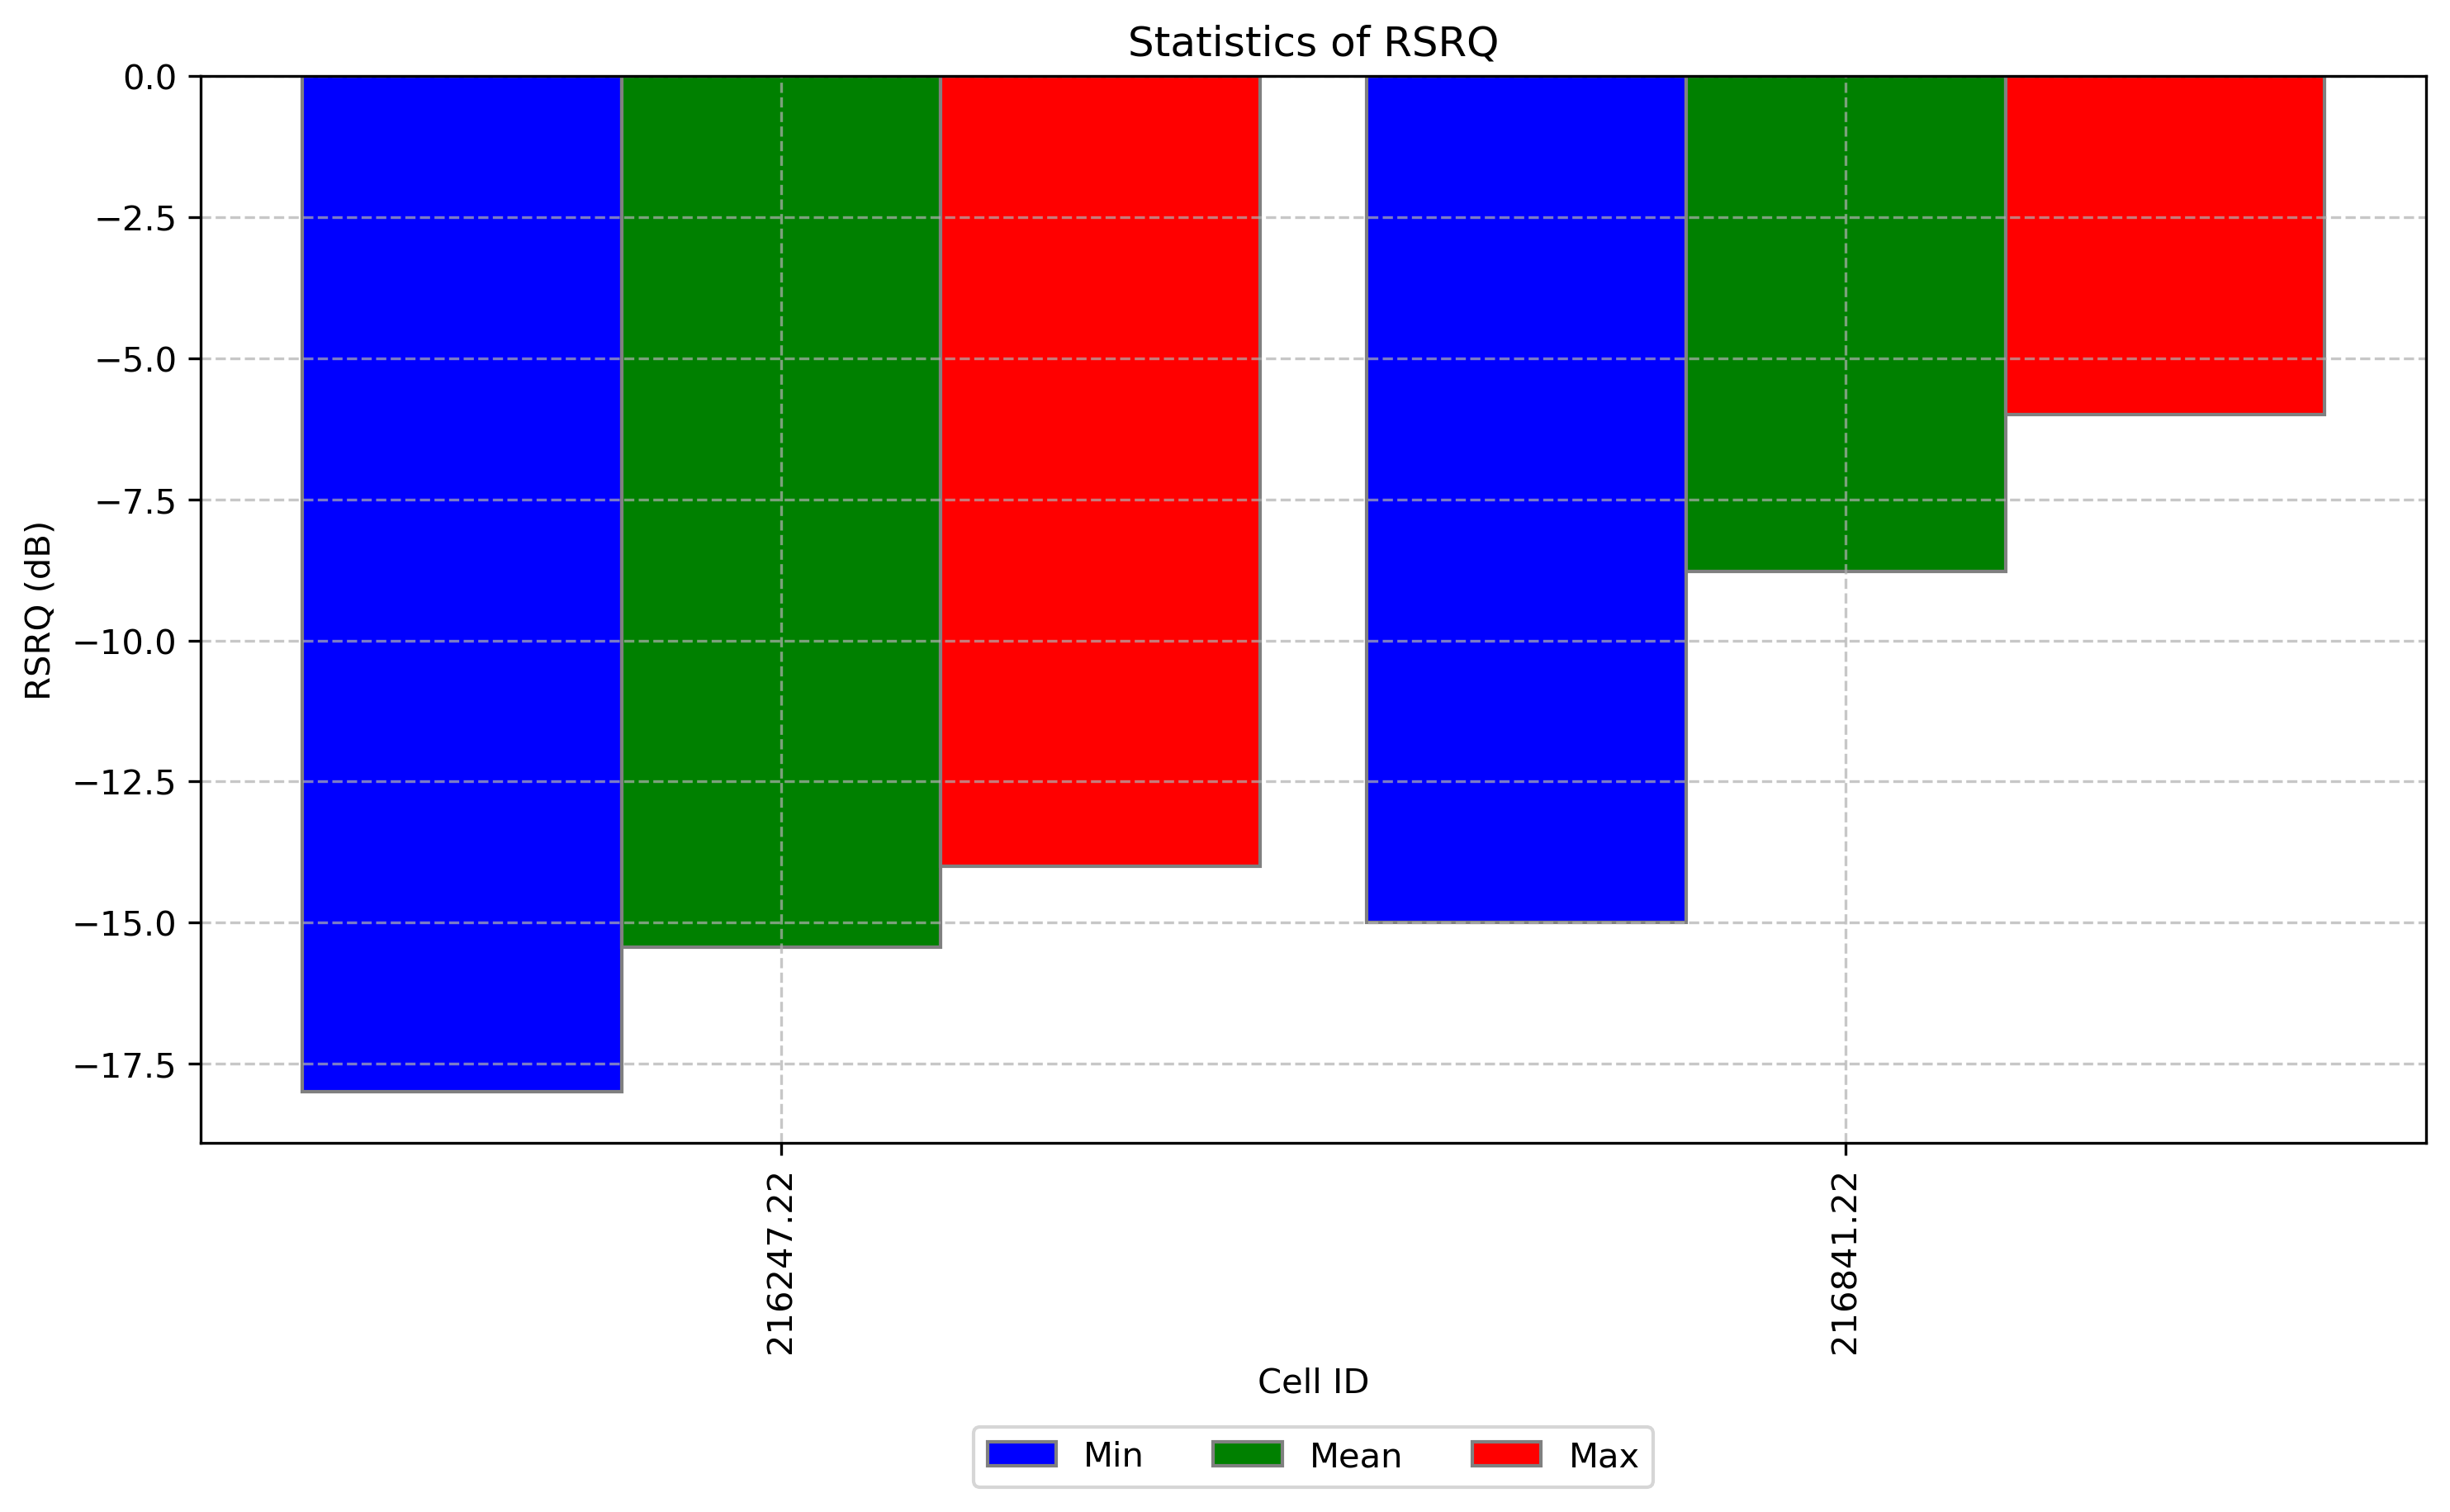 Statistics of RSRQ
0.0
−2.5
−5.0
−7.5
−10.0
−12.5
−15.0
−17.5
RSRQ (dB)
216247.22
216841.22
Cell ID
Min Mean Max